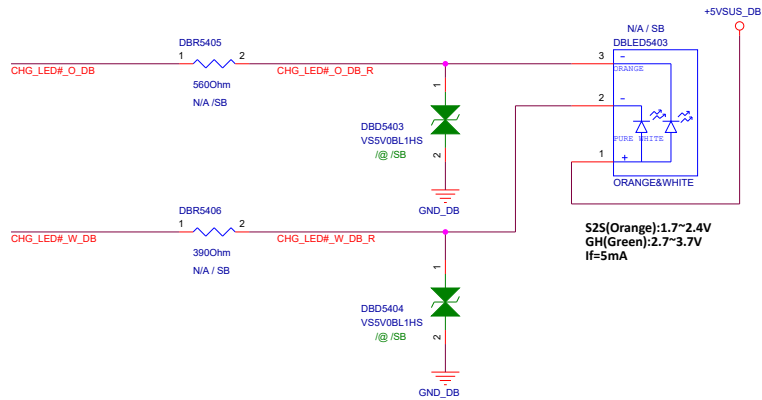 +5VSUS_DB
N/A / SB
DBLED5403
DBR5405
1
2
3
-
CHG_LED#_O_DB
CHG_LED#_O_DB_R
ORANGE
560Ohm
N/A /SB
1
2
-
DBD5403
VS5V0BL1HS
/@ /SB
PURE WHITE
2
1
+
ORANGE&WHITE
GND_DB
DBR5406
1
2
CHG_LED#_W_DB
CHG_LED#_W_DB_R
S2S(Orange):1.7~2.4V
GH(Green):2.7~3.7V
If=5mA
390Ohm
N/A / SB
1
DBD5404
VS5V0BL1HS
/@ /SB
2
GND_DB